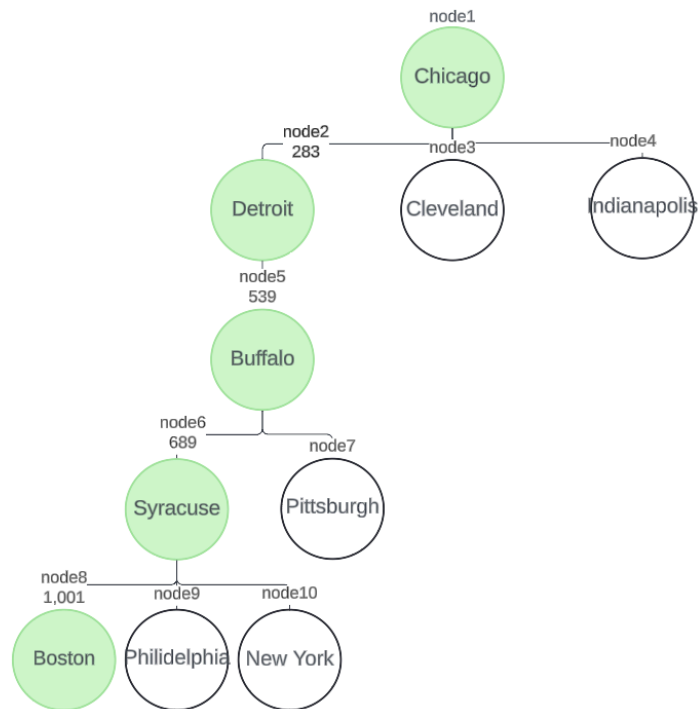 node1
Chicago
node2
283
node3
node4
Detroit
Cleveland
Indianapolis
node5
539
Buffalo
node6
689
node7
Syracuse
Pittsburgh
node8
1,001
node9
node10
Boston
Philidelphia
New York